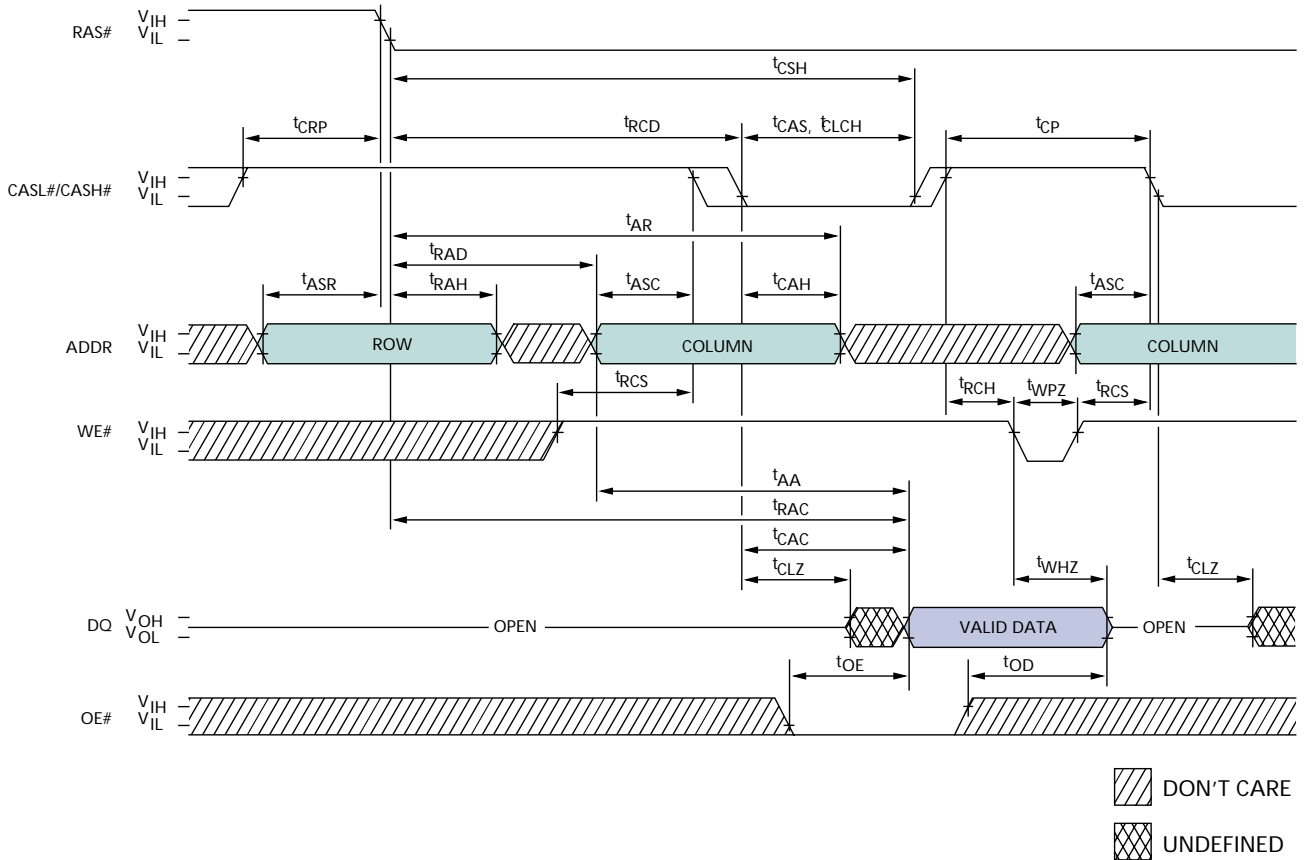 RAS# VIH
VIL
tCSH
tCRP tRCD tCAS, tCLCH tCP
CASL#/CASH# VIH
VIL
tAR
tRAD
tASR tRAH tASC tCAH tASC
ADDR VIH
VIL
ROW COLUMN COLUMN
tRCS tRCH tWPZ tRCS
WE# VIH
VIL
tAA
tRAC
tCAC
tCLZ tWHZ tCLZ
DQ VOH
VOL
OPEN VALID DATA OPEN
tOE tOD
OE# VIH
VIL
DON'T CARE
UNDEFINED